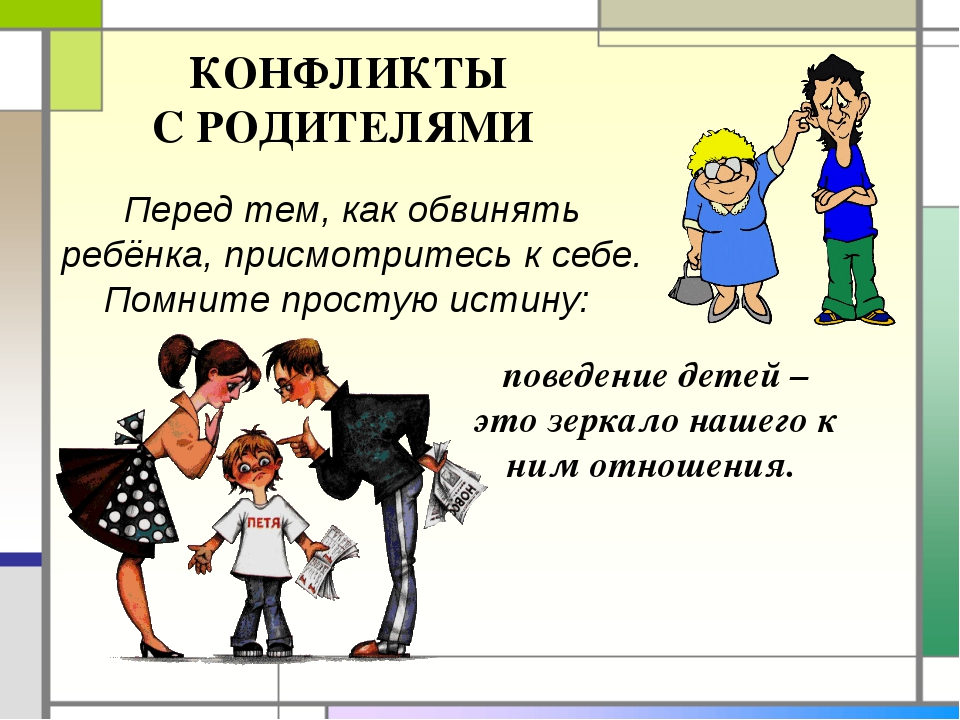 КОНФЛИКТЫ
С РОДИТЕЛЯМИ
Перед тем, как обвинять
ребёнка, присмотритесь к себе.
Помните простую истину:
поведение детей –
это зеркало нашего к
ним отношения.
ПЕТЯ
НОВОС